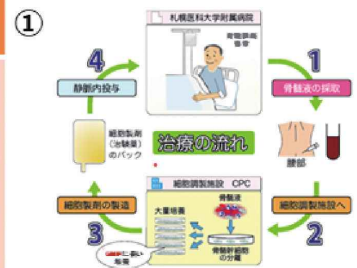 ①
札幌医科大学附属病院
脊髄損傷
患者
4
1
静脈内投与
骨髄液の採取
細胞製剤
(治験薬)
のバック
治療の流れ
腰部
細胞調製施設 CPC
大量培養
骨髄液
骨髄幹細胞
の分離
細胞製剤の製造
細胞調製施設へ
3
2